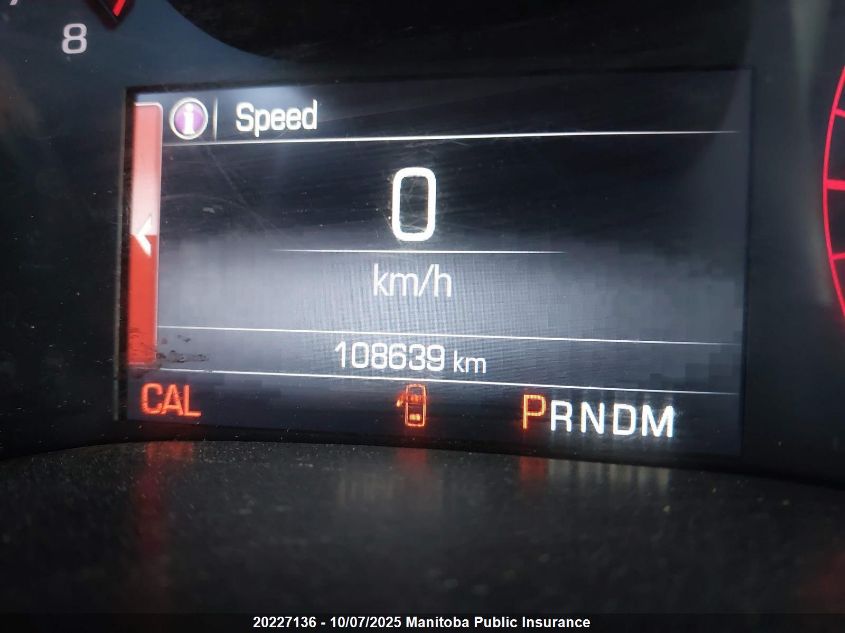 8
Speed
0
km/h
108639 km
CAL
PRNDM
20227136 - 10/07/2025 Manitoba Public Insurance